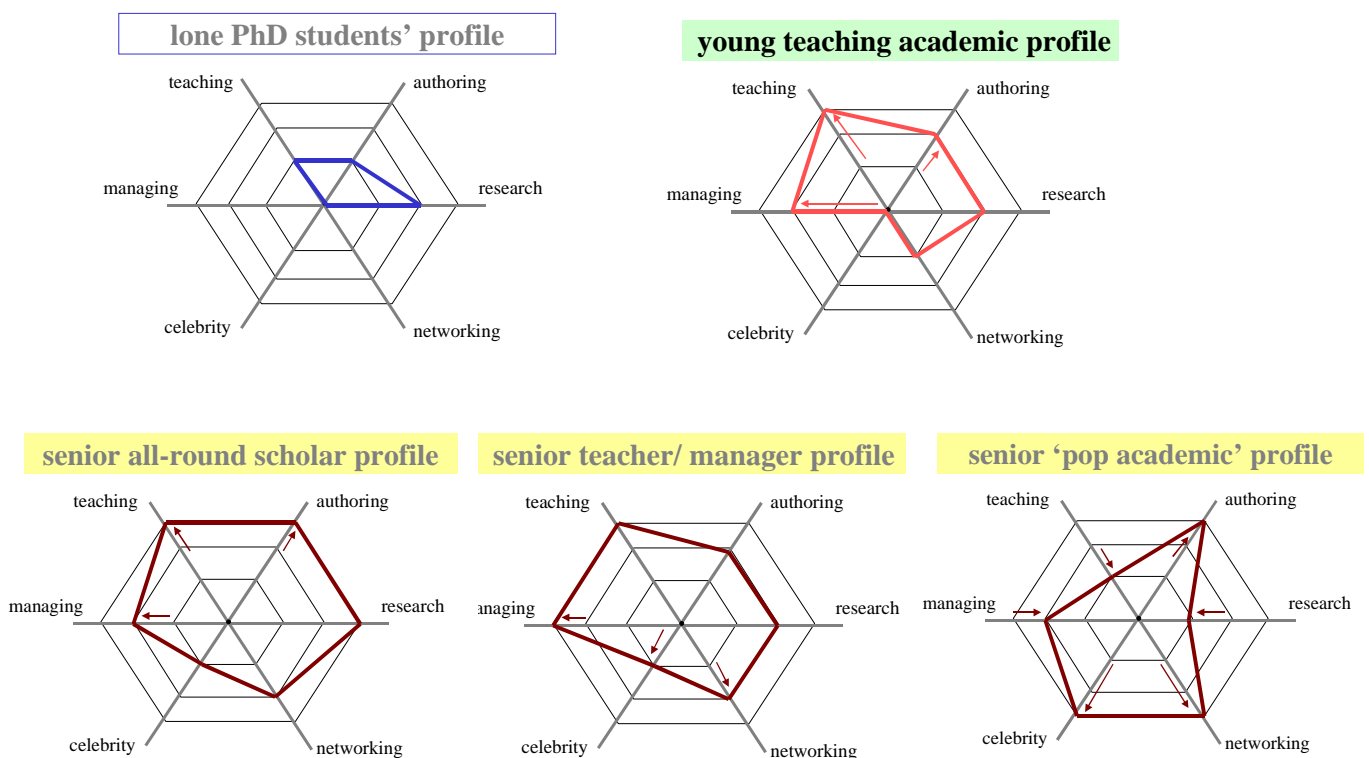 lone PhD students' profile
young teaching academic profile
teaching
authoring
managing
research
celebrity
networking
teaching
authoring
managing
research
celebrity
networking
senior all-round scholar profile
senior teacher/ manager profile
senior ‘pop academic’ profile
teaching
authoring
managing
research
celebrity
networking
teaching
authoring
anaging
research
celebrity
networking
teaching
authoring
managing
research
celebrity
networking